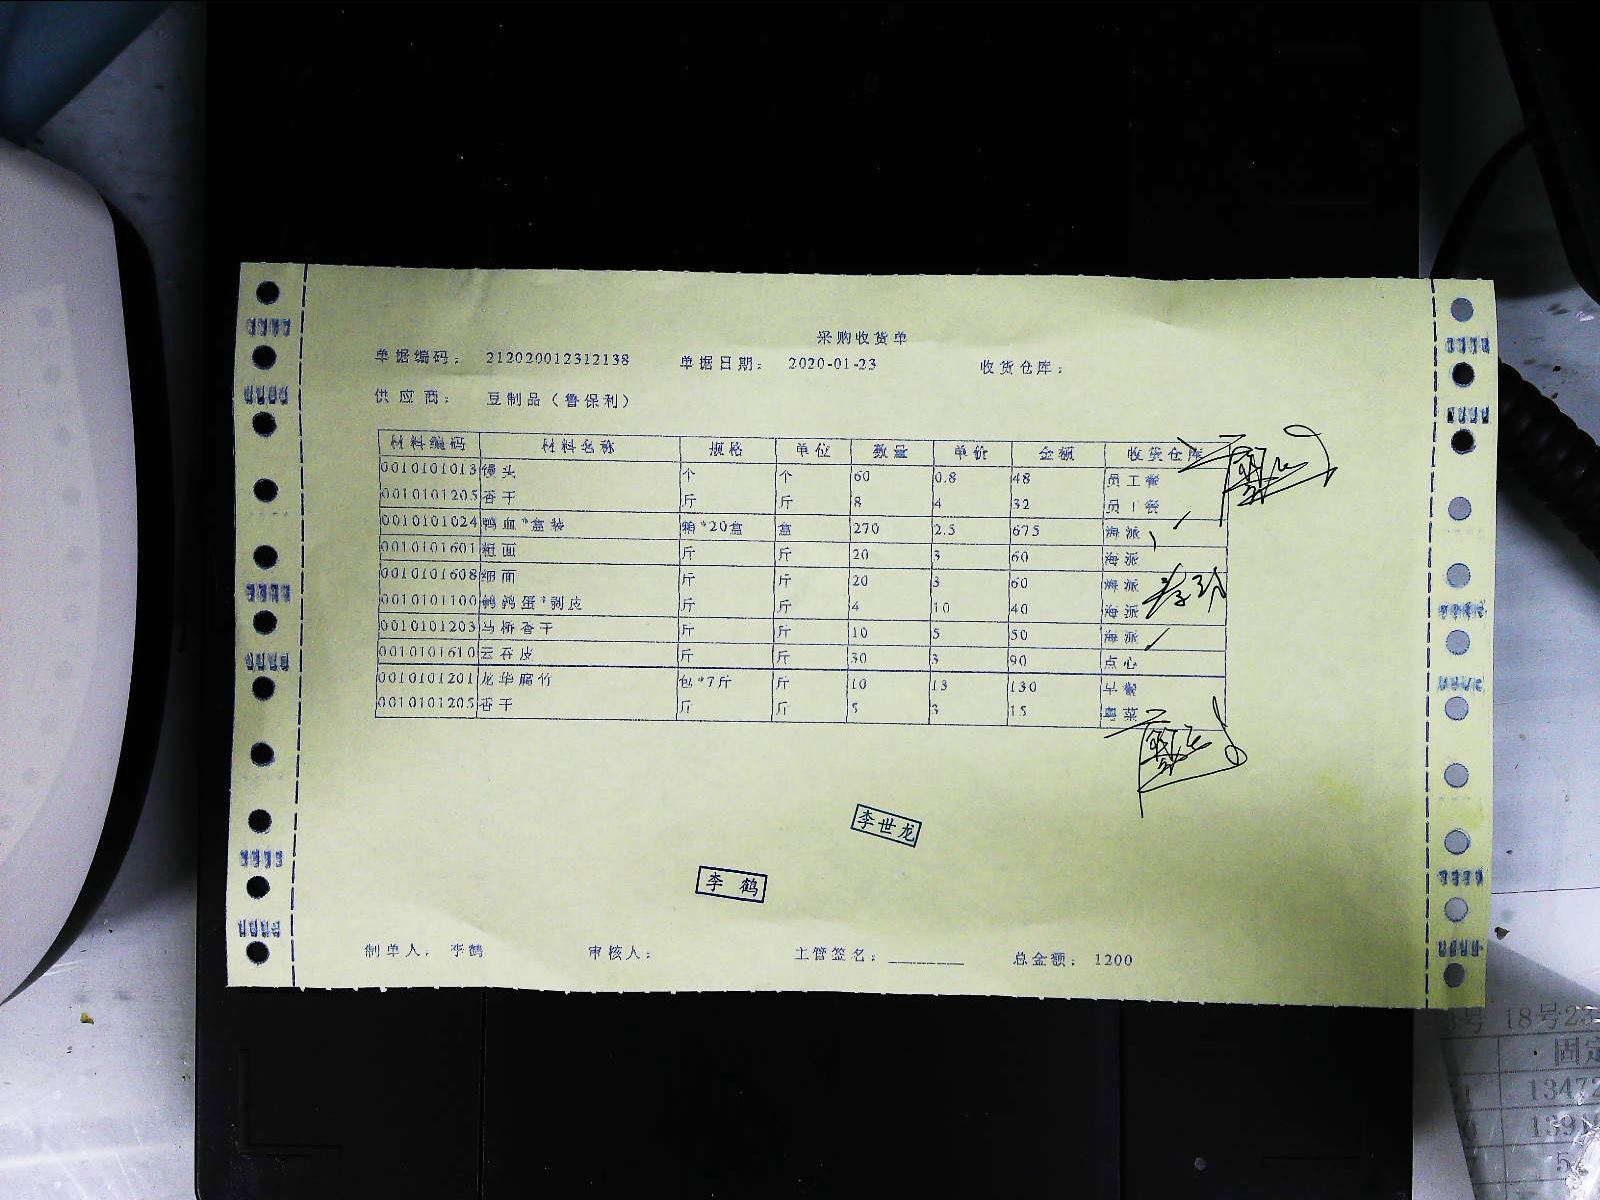 采购收货单
单据编码： 212020012312138 单据日期： 2020-01-23 收货仓库：
供应商： 豆制品（鲁保利）
材料编码 材料名称 规格 单位 数量 单价 金额 收货仓库
0010101013 馒头 个 个 60 0.8 48 员工餐
0010101205 香干 斤 斤 8 4 32 员工餐
0010101024 鸭血*盒装 箱*20盒 盒 270 2.5 675 海派
0010101601 粗面 斤 斤 20 3 60 海派
0010101608 细面 斤 斤 20 3 60 海派
0010101100 鹌鹑蛋*剥皮 斤 斤 4 10 40 海派
0010101203 马桥香干 斤 斤 10 5 50 海派
0010101610 云吞皮 斤 斤 30 3 90 点心
0010101201 龙华腐竹 包*7斤 斤 10 13 130 早餐
0010101205 香干 斤 斤 5 3 15 粤菜
李世龙
李鹤
制单人： 李鹤 审核人： 主管签名： 总金额： 1200
18号
固定
13472
5